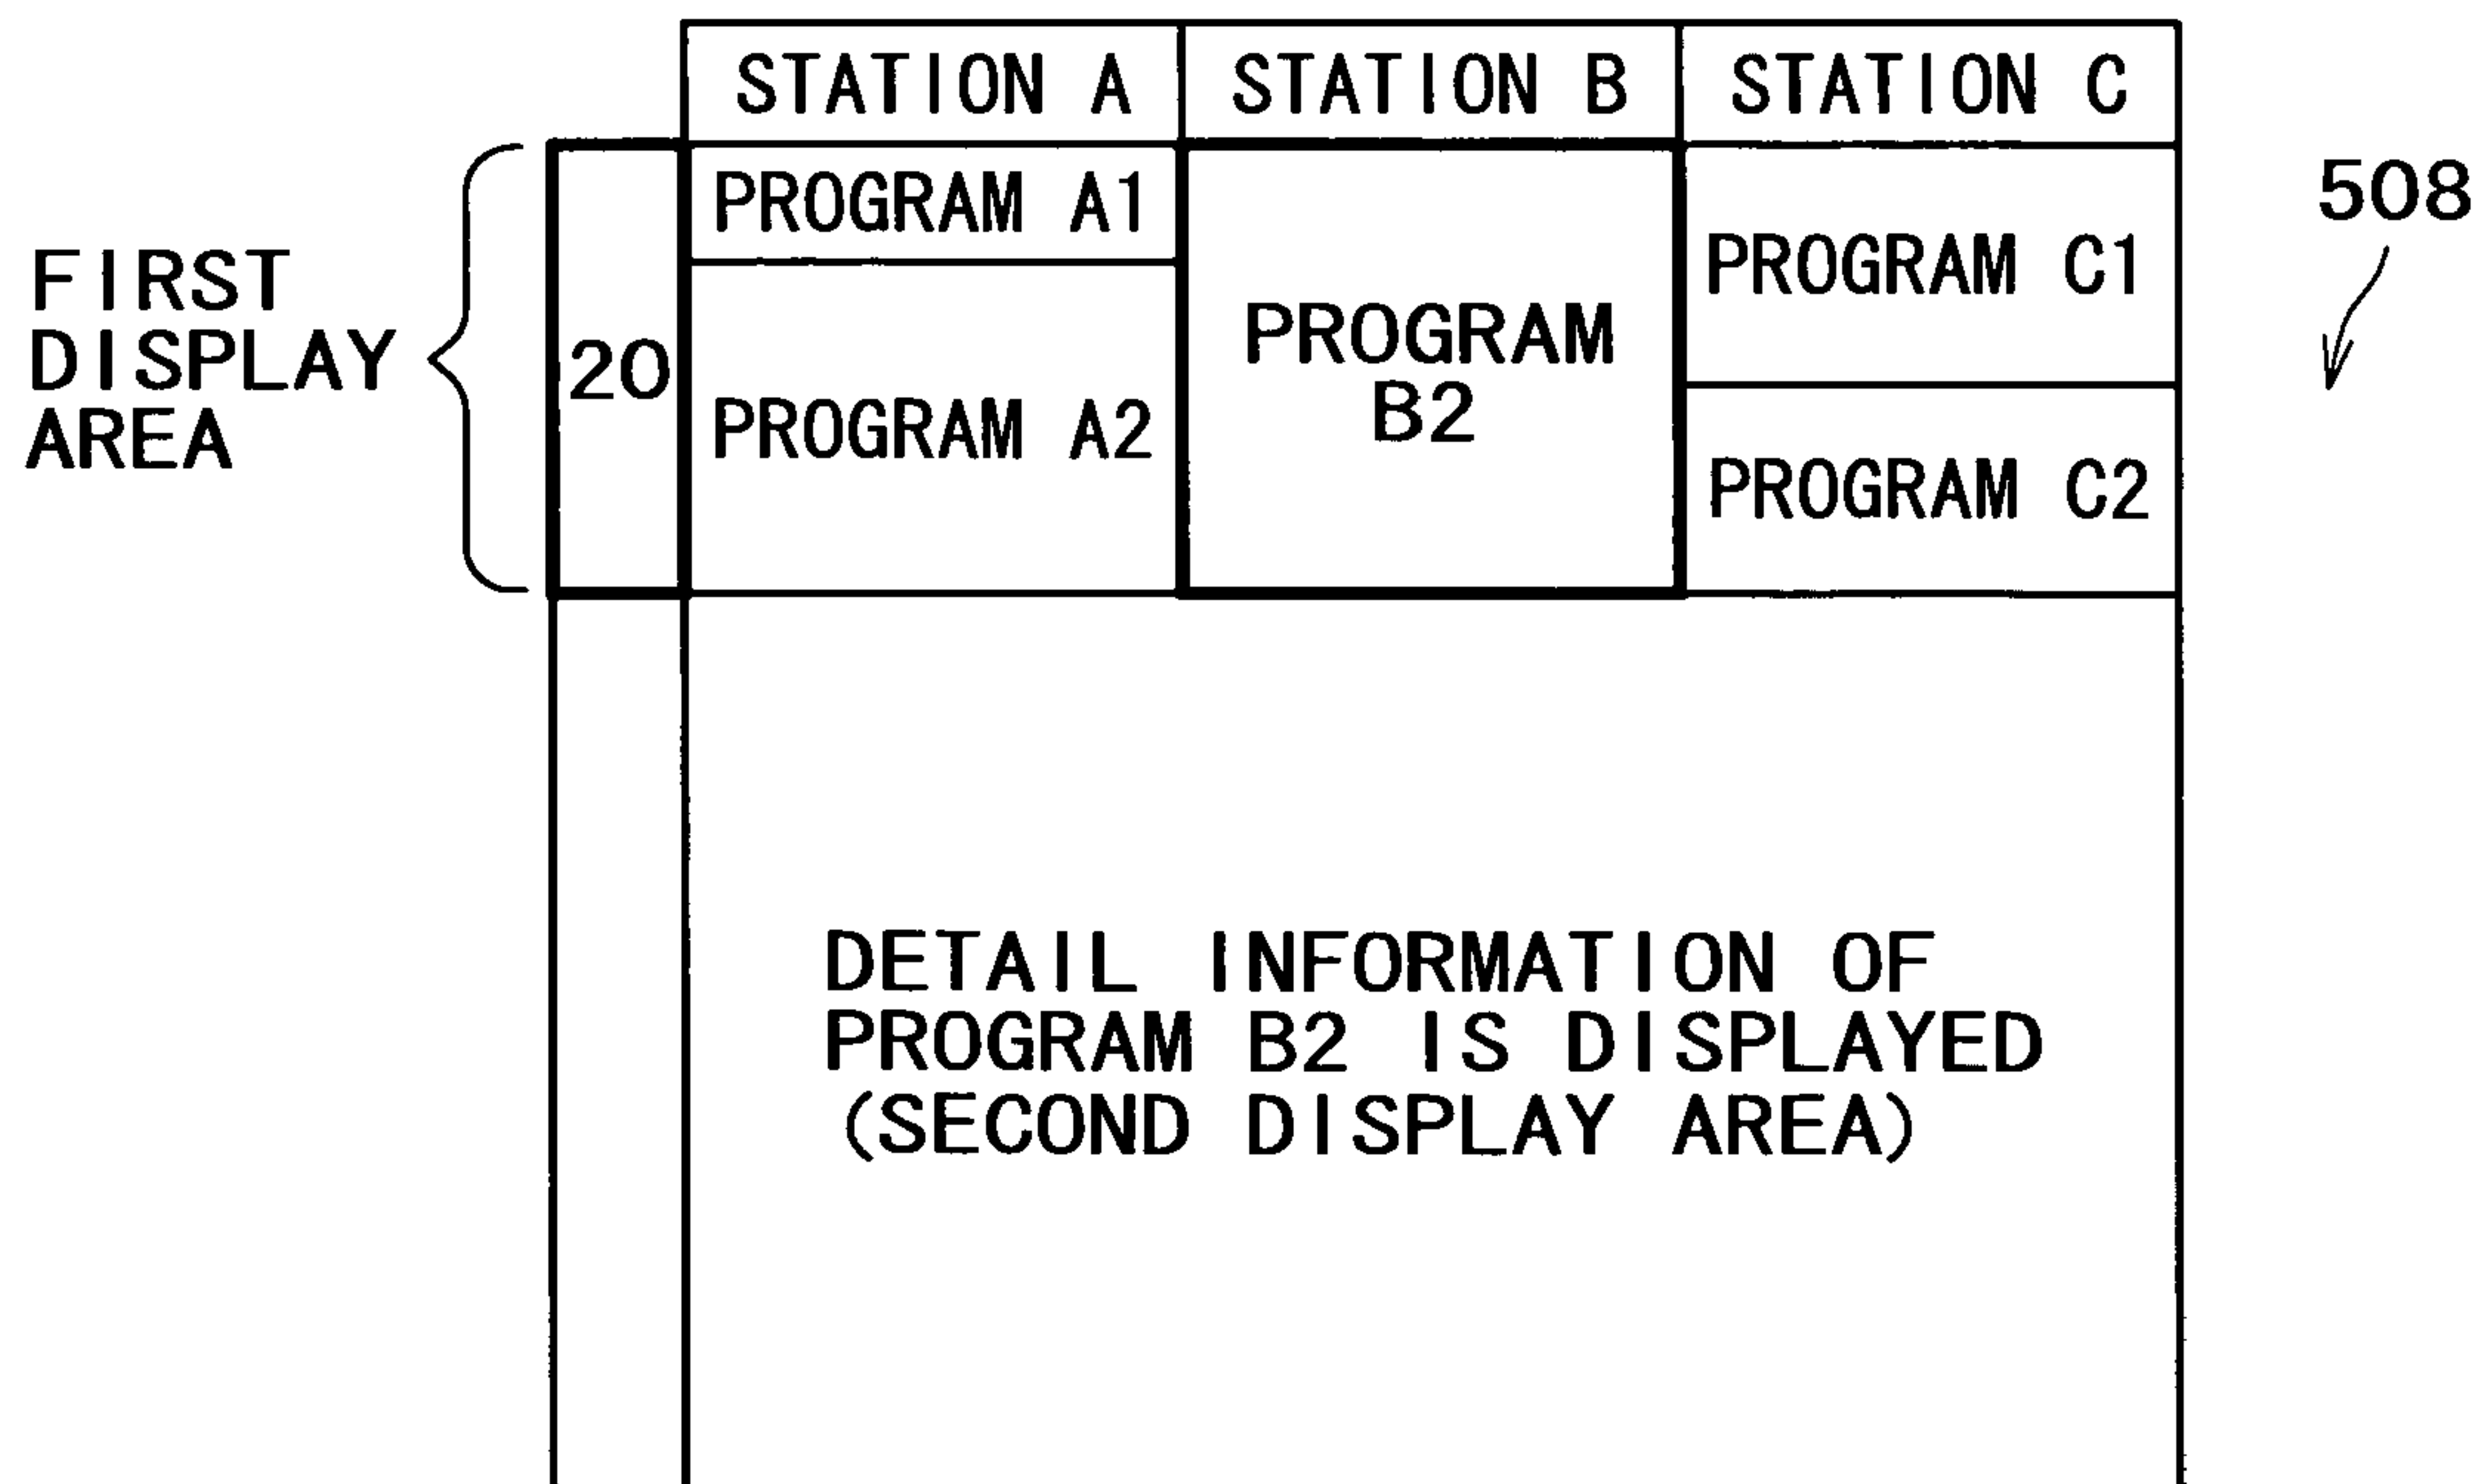 STATION A STATION B STATION C
PROGRAM A1
508
FIRST
DISPLAY
AREA
20
PROGRAM A2
PROGRAM
B2
PROGRAM C1
PROGRAM C2
DETAIL INFORMATION OF
PROGRAM B2 IS DISPLAYED
(SECOND DISPLAY AREA)